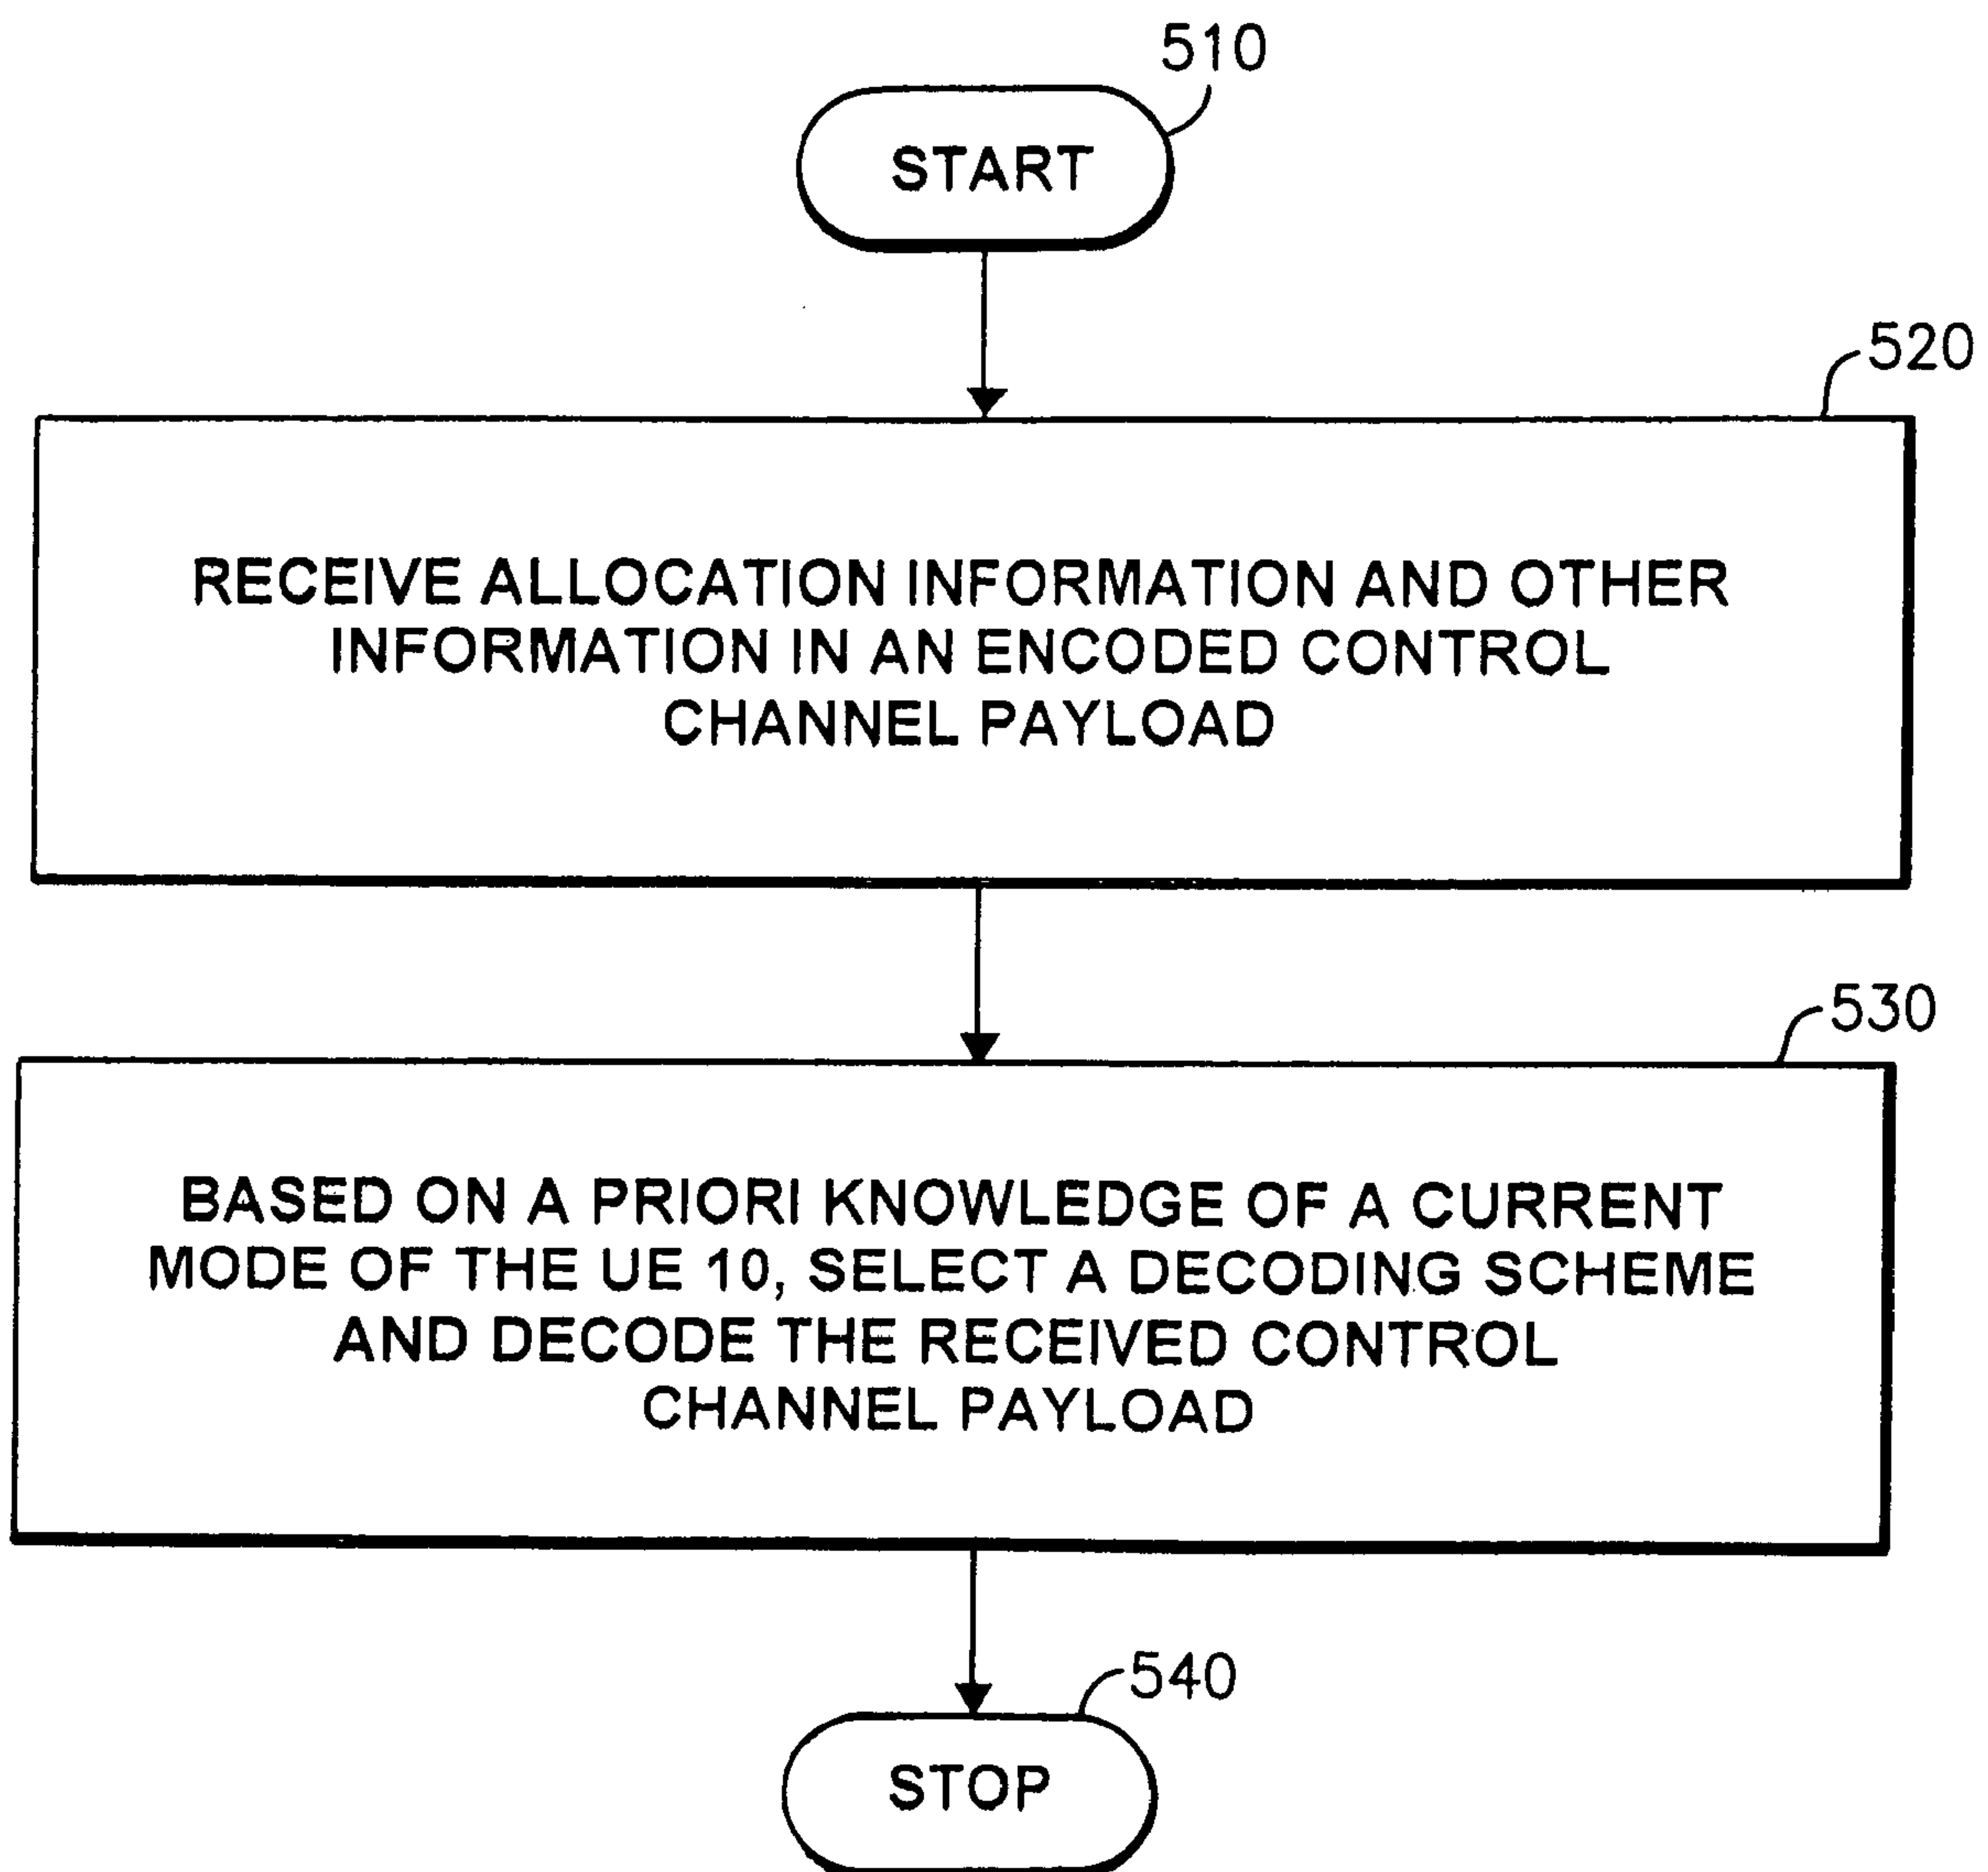 510
START
520
RECEIVE ALLOCATION INFORMATION AND OTHER
INFORMATION IN AN ENCODED CONTROL
CHANNEL PAYLOAD
530
BASED ON A PRIORI KNOWLEDGE OF A CURRENT
MODE OF THE UE 10, SELECT A DECODING SCHEME
AND DECODE THE RECEIVED CONTROL
CHANNEL PAYLOAD
540
STOP